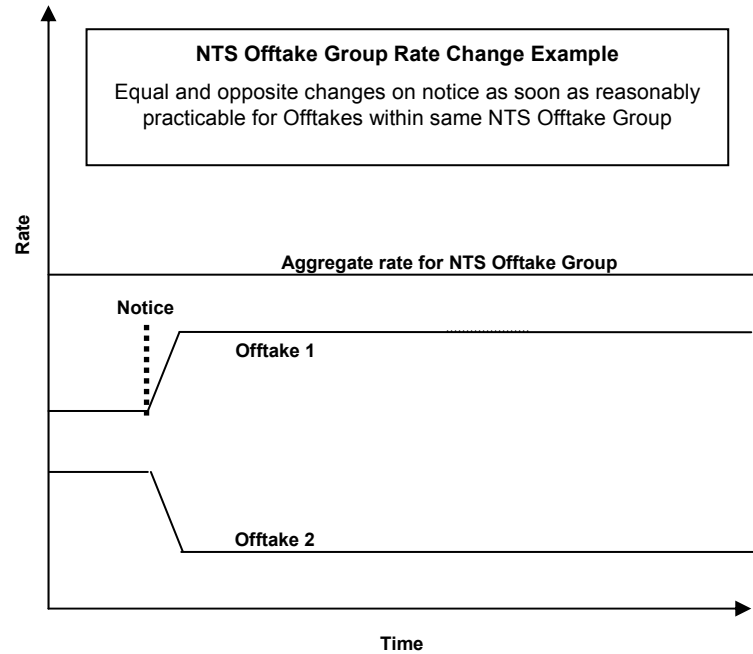 NTS Offtake Group Rate Change Example
Equal and opposite changes on notice as soon as reasonably
practicable for Offtakes within same NTS Offtake Group
Rate
Aggregate rate for NTS Offtake Group
Notice
Offtake 1
Offtake 2
Time